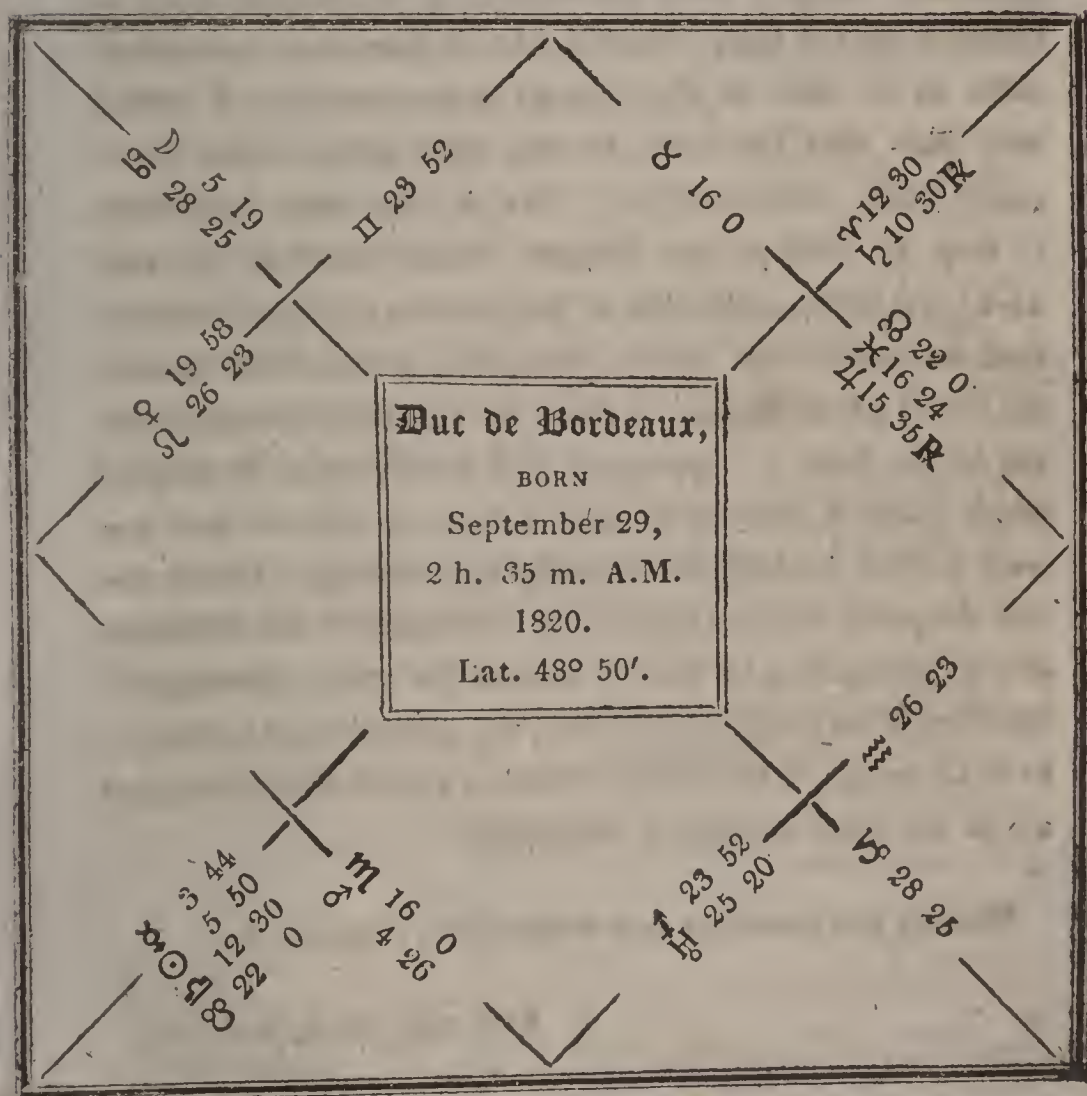 ☽ 5 19
♋ 28 25
♊ 23 52
♉ 16 0
♈ 12 30
♄ 10 30 ℞
♀ 19 58
♌ 26 23
☊ 22 0
♓ 16 24
♃ 15 35 ℞
Duc de Bordeaux,
BORN
September 29,
2 h. 35 m. A.M.
1820.
Lat. 48° 50′.
♒ 26 23
☿ 3 44
☉ 5 50
♎ 12 30
☋ 22 0
♏ 16 0
♂ 4 26
♐ 23 52
♅ 25 20
♑ 28 25